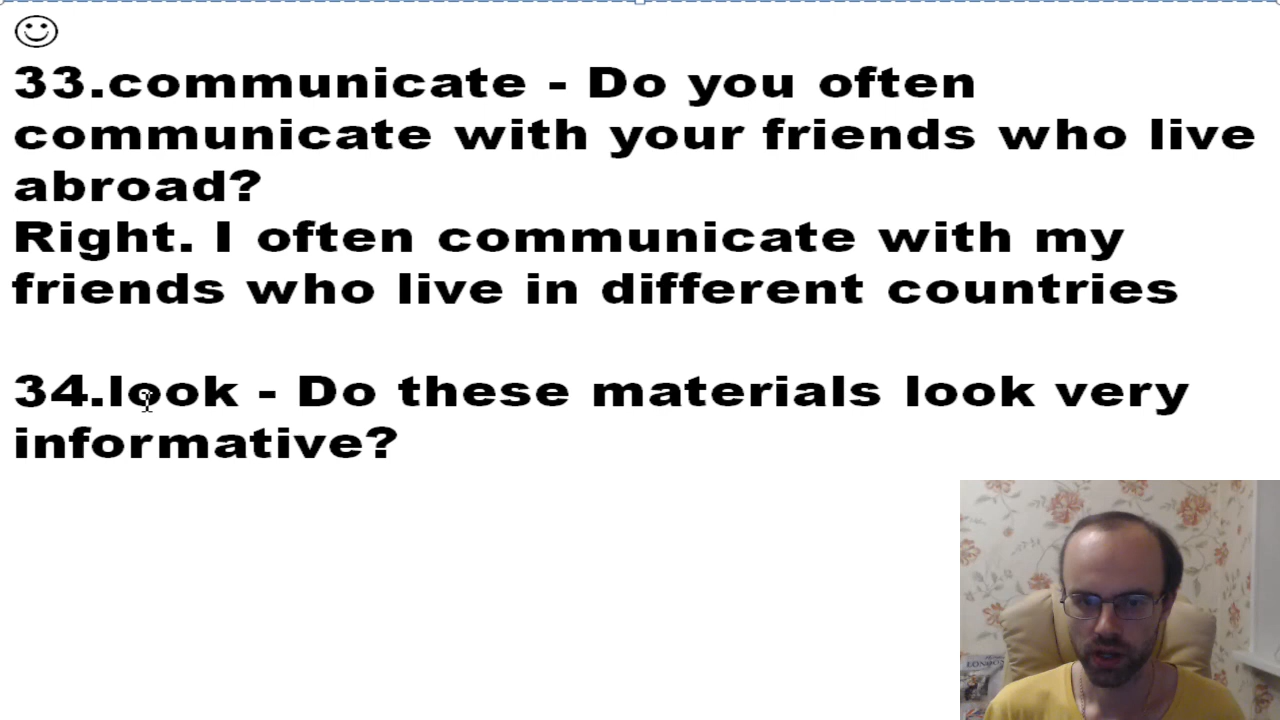 33.communicate - Do you often
communicate with your friends who live
abroad?
Right. I often communicate with my
friends who live in different countries
34.look - Do these materials look very
informative?